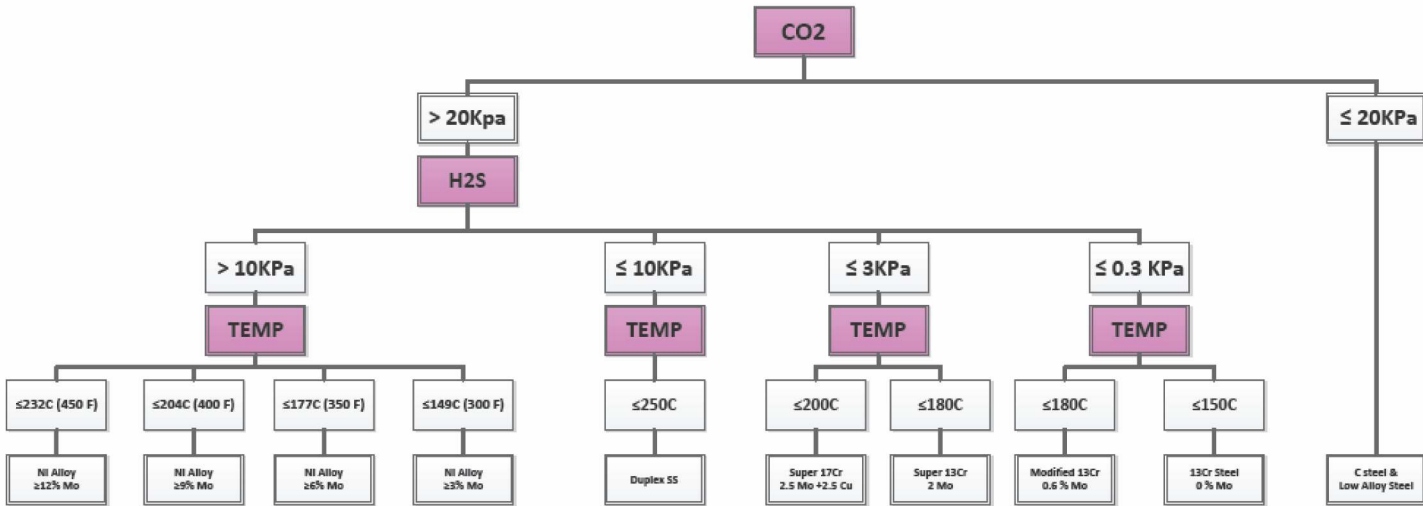 CO2
> 20Kpa
≤ 20KPa
H2S
> 10KPa
≤ 10KPa
≤ 3KPa
≤ 0.3 KPa
TEMP
TEMP
TEMP
TEMP
≤232C (450 F)
≤204C (400 F)
≤177C (350 F)
≤149C (300 F)
≤250C
≤200C
≤180C
≤180C
≤150C
NI Alloy
≥12% Mo
NI Alloy
≥9% Mo
NI Alloy
≥6% Mo
NI Alloy
≥3% Mo
Duplex SS
Super 17Cr
2.5 Mo +2.5 Cu
Super 13Cr
2 Mo
Modified 13Cr
0.6 % Mo
13Cr Steel
0 % Mo
C steel &
Low Alloy Steel